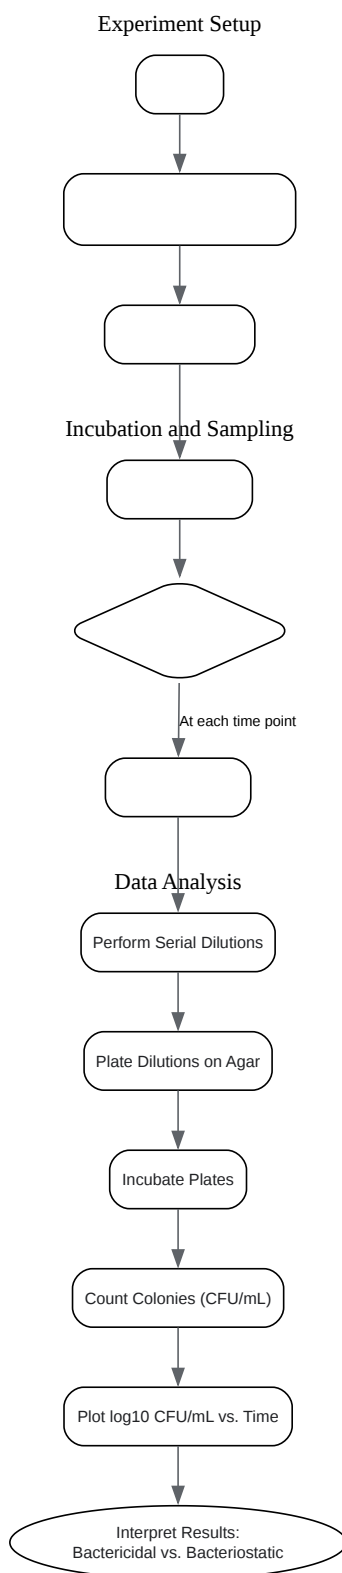 Experiment Setup
Incubation and Sampling
At each time point
Data Analysis
Perform Serial Dilutions
Plate Dilutions on Agar
Incubate Plates
Count Colonies (CFU/mL)
Plot log10 CFU/mL vs. Time
Interpret Results:
Bactericidal vs. Bacteriostatic